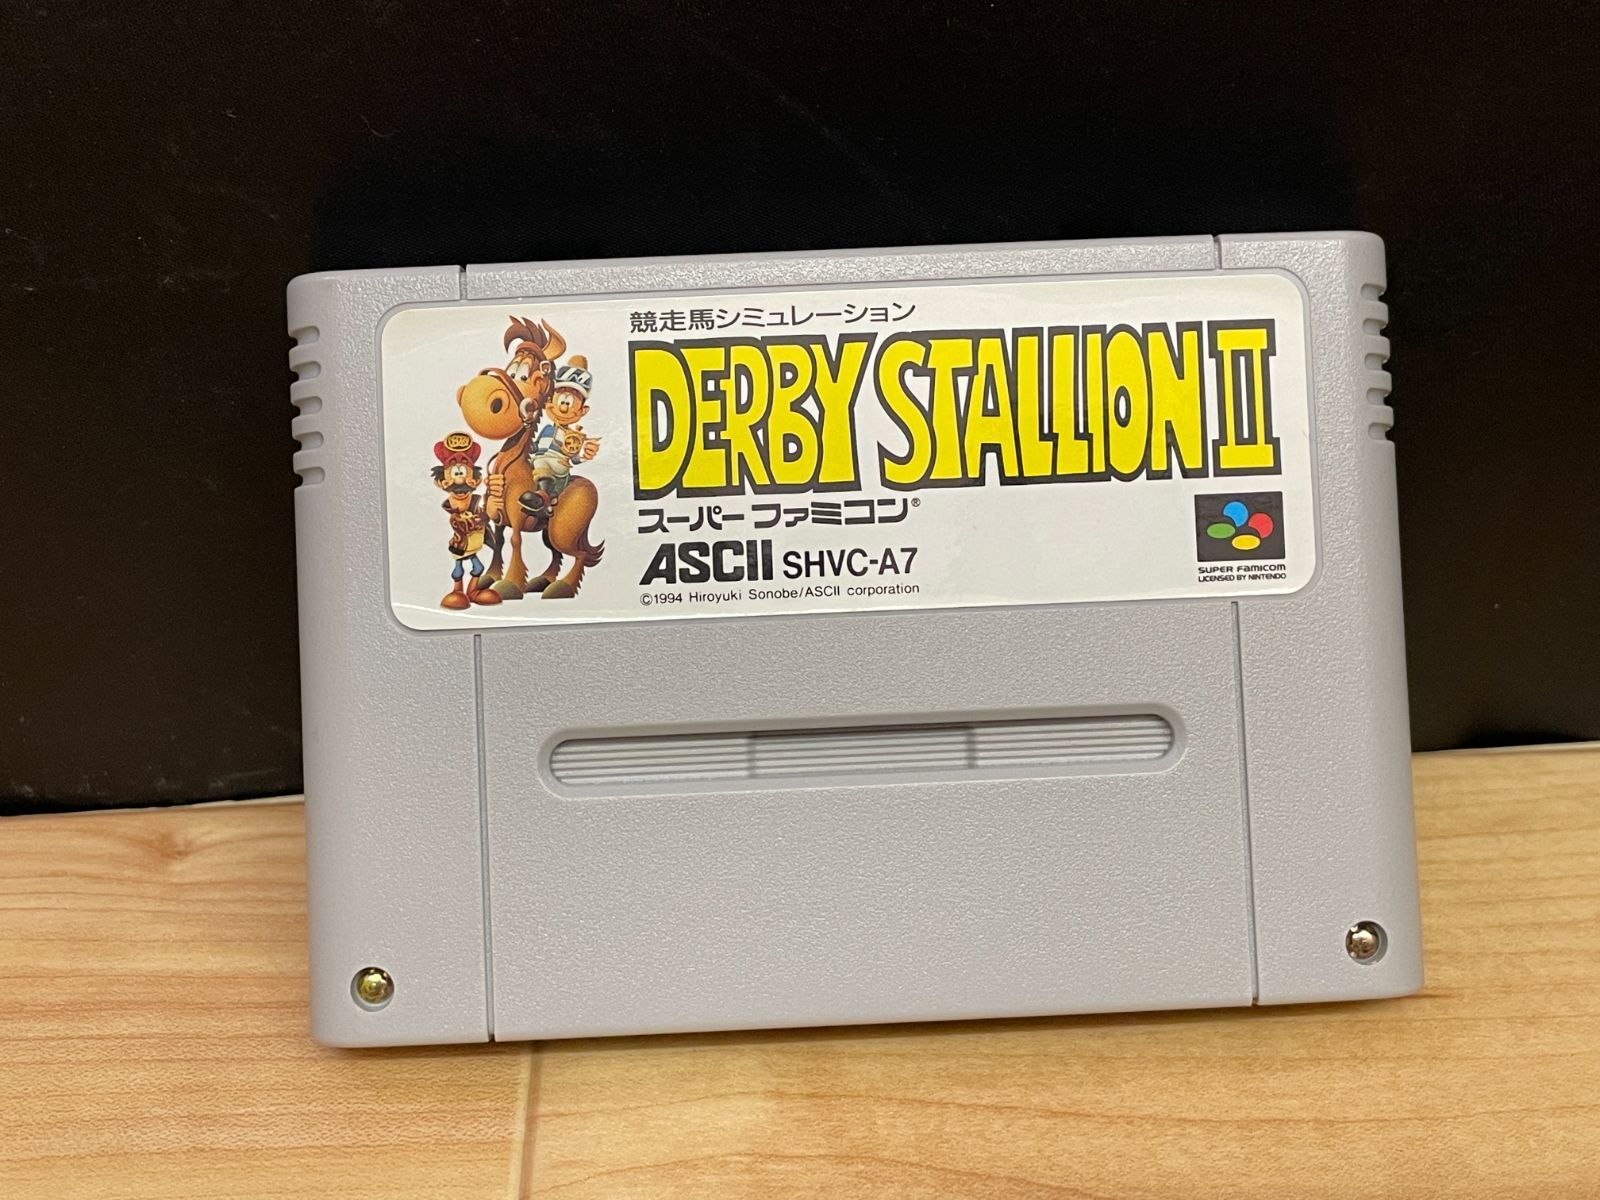 競走馬シミュレーション
DERBY STALLION II
スーパーファミコン®
ASCII SHVC-A7
©1994 Hiroyuki Sonobe/ASCII corporation
SUPER FAMICOM
LICENSED BY NINTENDO